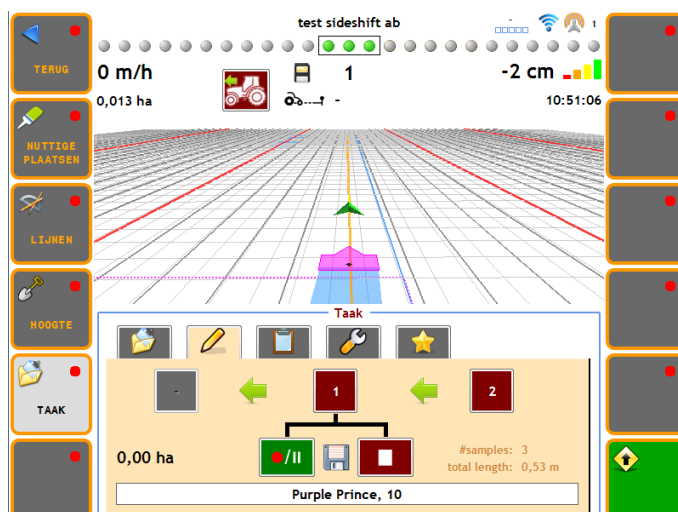 test sideshift ab
1
TERUG
0 m/h
1
-2 cm
0,013 ha
-
10:51:06
NUTTIGE
PLAATSEN
LIJNEN
HOOGTE
Taak
TAAK
-
1
2
0,00 ha
/II
#samples: 3
total length: 0,53 m
Purple Prince, 10